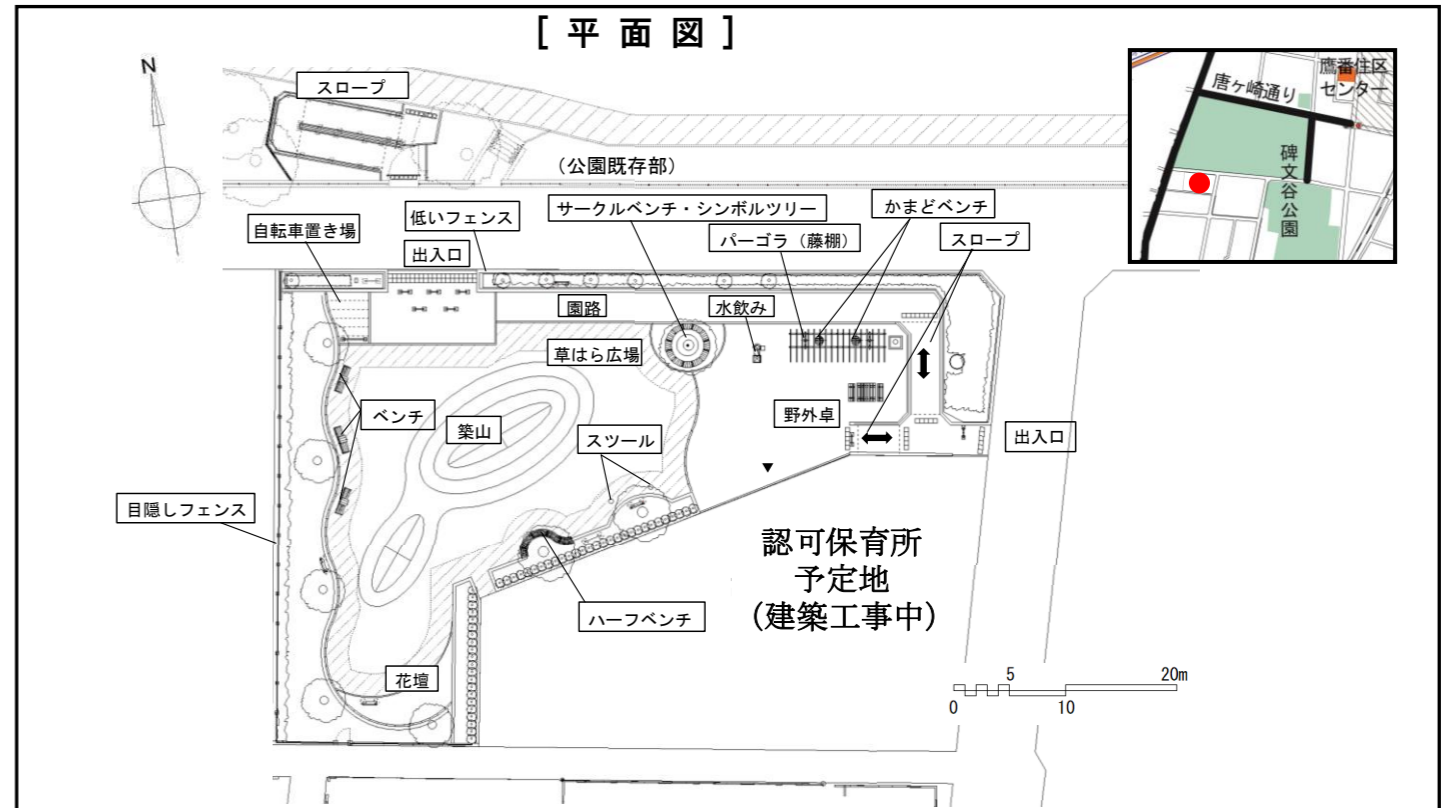 [ 平 面 図 ]
N
スロープ
(公園既存部)
鷹番住区
センター
唐ヶ崎通り
碑文谷公園
自転車置き場
低いフェンス
出入口
サークルベンチ・シンボルツリー
かまどベンチ
パーゴラ (藤棚)
スロープ
園路
水飲み
草はら広場
ベンチ
築山
野外卓
スツール
出入口
目隠しフェンス
認可保育所
予定地
(建築工事中)
ハーフベンチ
花壇
5
20m
0
10